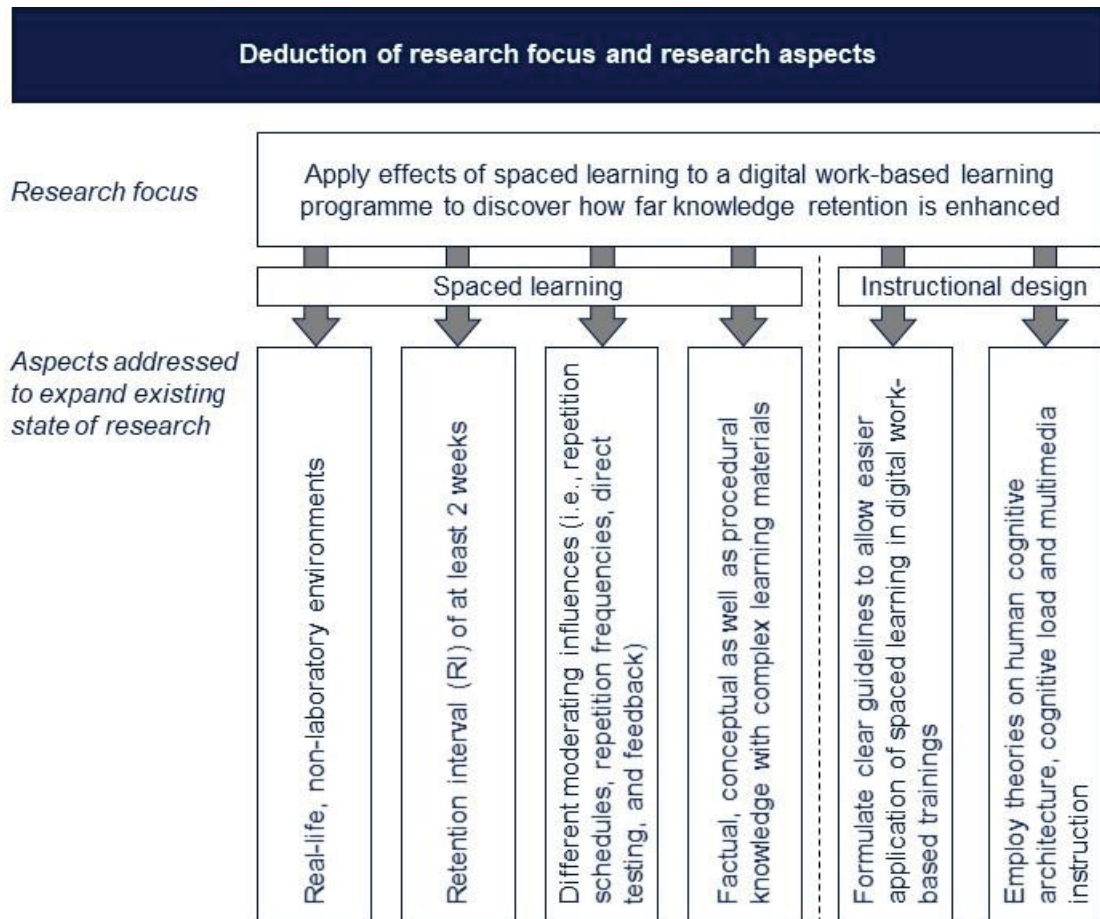 Deduction of research focus and research aspects
Research focus
Apply effects of spaced learning to a digital work-based learning
programme to discover how far knowledge retention is enhanced
Spaced learning
Instructional design
Aspects addressed
to expand existing
state of research
Real-life, non-laboratory environments
Retention interval (RI) of at least 2 weeks
Different moderating influences (i.e., repetition
schedules, repetition frequencies, direct
testing, and feedback)
Factual, conceptual as well as procedural
knowledge with complex learning materials
Formulate clear guidelines to allow easier
application of spaced learning in digital work-
based trainings
Employ theories on human cognitive
architecture, cognitive load and multimedia
instruction